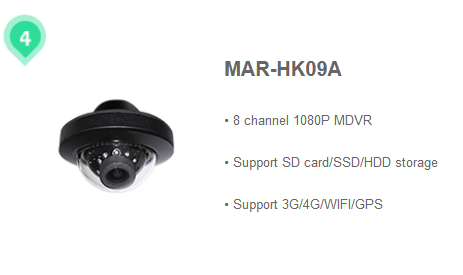 4
MAR-HK09A
• 8 channel 1080P MDVR
• Support SD card/SSD/HDD storage
• Support 3G/4G/WIFI/GPS